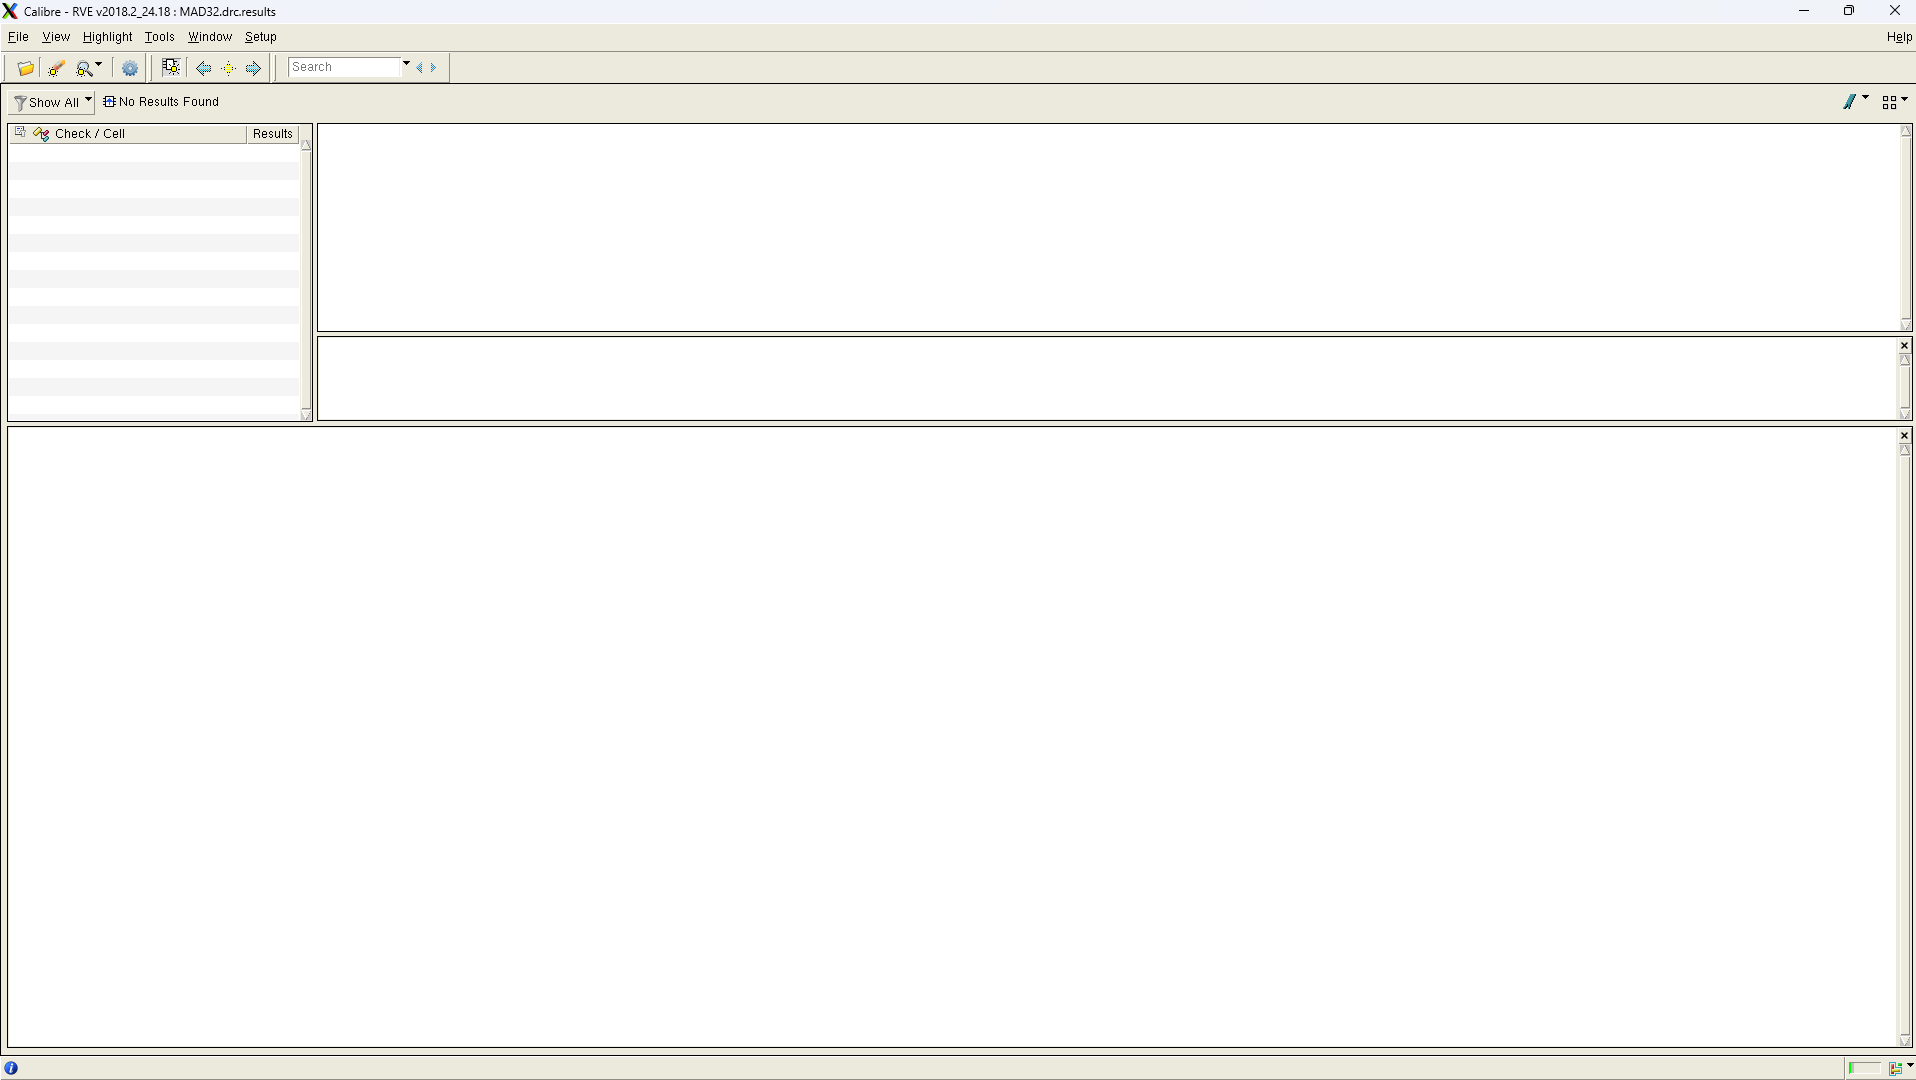 Calibre - RVE v2018.2_24.18 : MAD32.drc.results
File View Highlight Tools Window Setup Help
Search
Show All No Results Found
Check / Cell Results